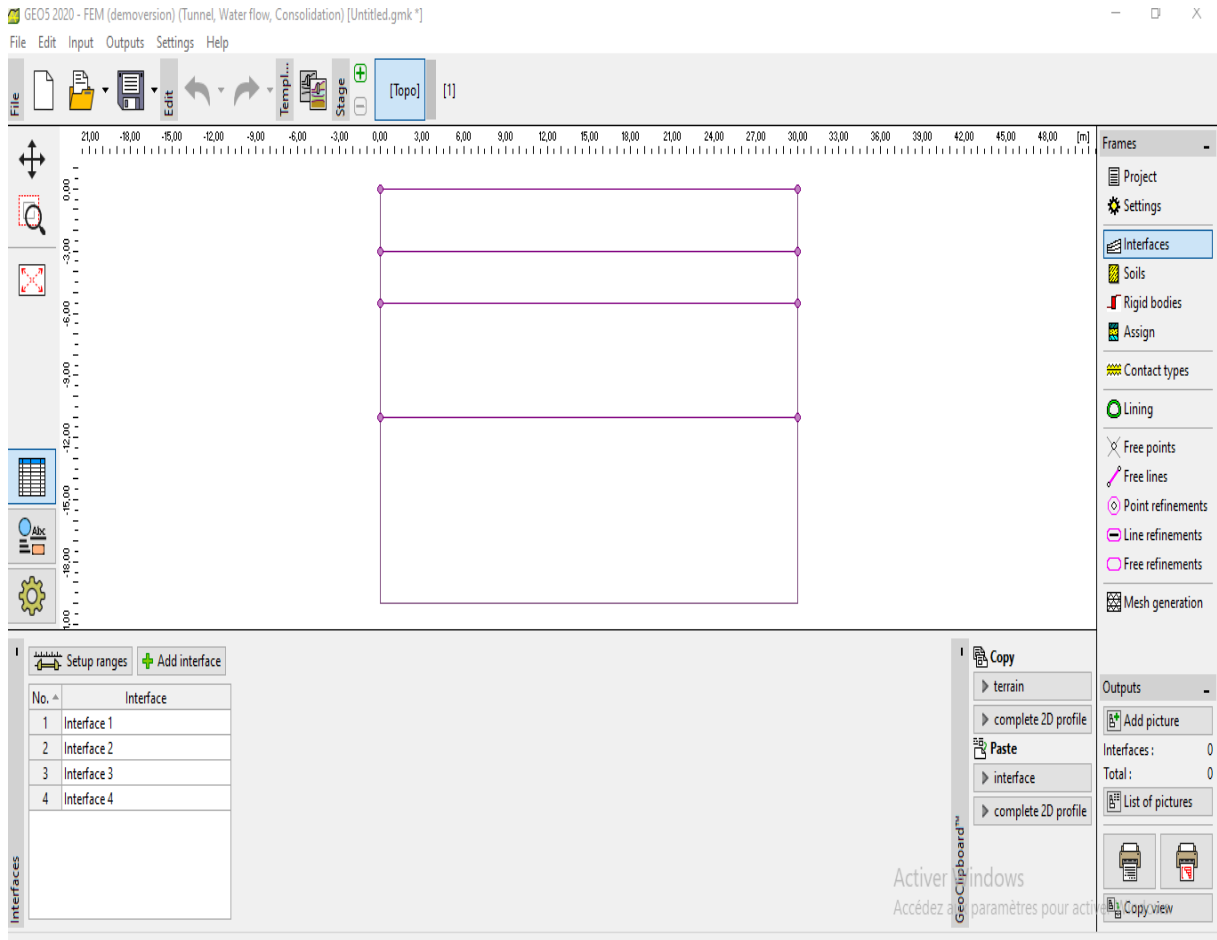 GEO5 2020 - FEM (demoversion) (Tunnel, Water flow, Consolidation) [Untitled.gmk *]
File Edit Input Outputs Settings Help
File
Edit
Templ...
Stage
[Topo]
[1]
21,00 -18,00 -15,00 -12,00 -9,00 -6,00 -3,00 0,00 3,00 6,00 9,00 12,00 15,00 18,00 21,00 24,00 27,00 30,00 33,00 36,00 39,00 42,00 45,00 48,00 [m]
0,00
-3,00
-6,00
-9,00
-12,00
-15,00
-18,00
1,00
Abc
Frames
Project
Settings
Interfaces
Soils
Rigid bodies
Assign
Contact types
Lining
Free points
Free lines
Point refinements
Line refinements
Free refinements
Mesh generation
Interfaces
Setup ranges Add interface
No. Interface
1 Interface 1
2 Interface 2
3 Interface 3
4 Interface 4
GeoClipboard™
Copy
terrain
complete 2D profile
Paste
interface
complete 2D profile
Outputs
Add picture
Interfaces : 0
Total : 0
List of pictures
Copy view
Activer Windows
Accédez aux paramètres pour activer Windows.